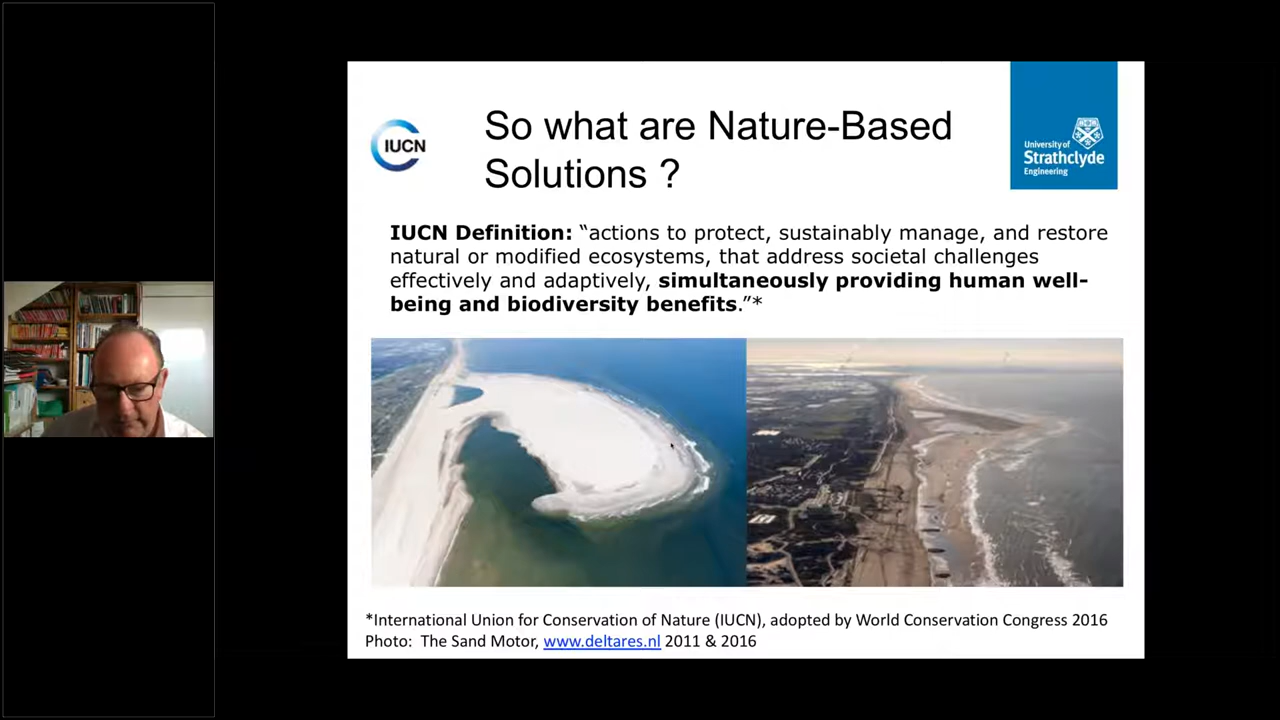 So what are Nature-Based
Solutions ?
IUCN
University of
Strathclyde
Engineering
IUCN Definition: “actions to protect, sustainably manage, and restore
natural or modified ecosystems, that address societal challenges
effectively and adaptively, simultaneously providing human well-
being and biodiversity benefits.”*
*International Union for Conservation of Nature (IUCN), adopted by World Conservation Congress 2016
Photo: The Sand Motor, www.deltares.nl 2011 & 2016